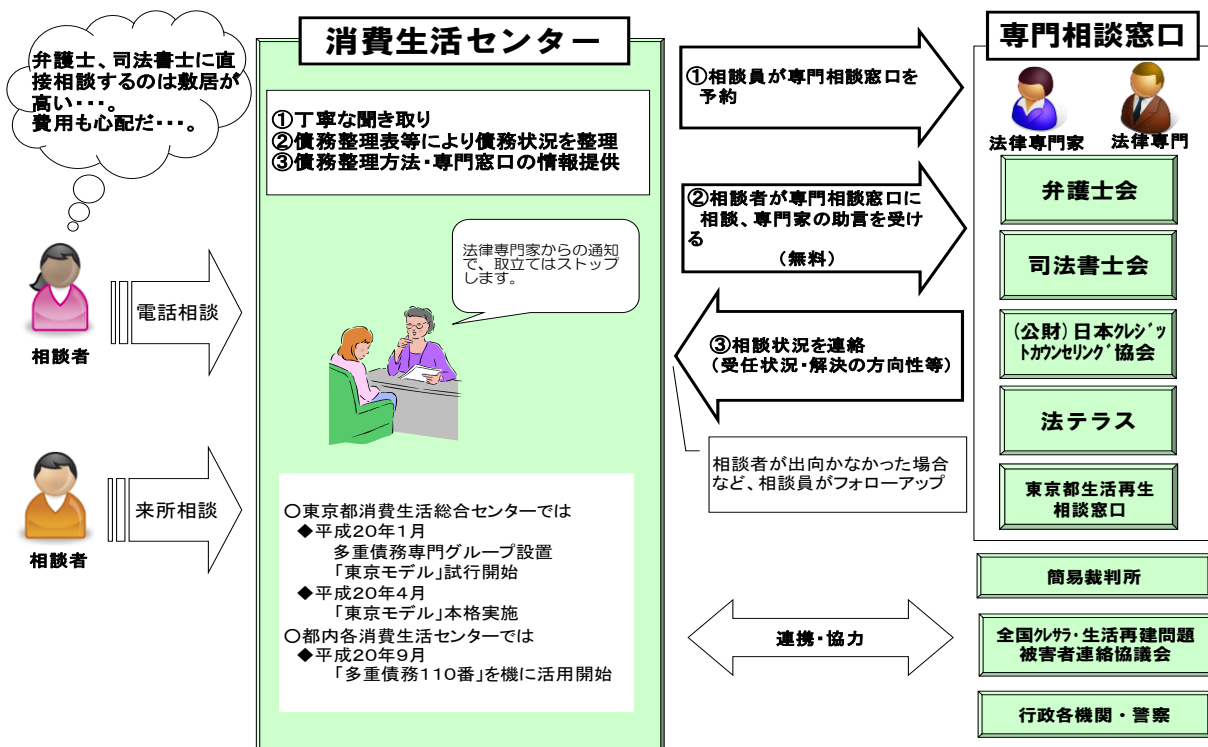 弁護士、司法書士に直
接相談するのは敷居が
高い・・・。
費用も心配だ・・・。
相談者
電話相談
相談者
来所相談
消費生活センター
①丁寧な聞き取り
②債務整理表等により債務状況を整理
③債務整理方法・専門窓口の情報提供
法律専門家からの通知
で、取立てはストップ
します。
〇東京都消費生活総合センターでは
◆平成20年1月
多重債務専門グループ設置
「東京モデル」試行開始
◆平成20年4月
「東京モデル」本格実施
〇都内各消費生活センターでは
◆平成20年9月
「多重債務110番」を機に活用開始
①相談員が専門相談窓口を
予約
②相談者が専門相談窓口に
相談、専門家の助言を受け
る
(無料)
③相談状況を連絡
(受任状況・解決の方向性等)
相談者が出向かなかった場合
など、相談員がフォローアップ
連携・協力
専門相談窓口
法律専門家
法律専門
弁護士会
司法書士会
(公財)日本ｸﾚｼﾞｯ
ﾄｶｳﾝｾﾘﾝｸﾞ協会
法テラス
東京都生活再生
相談窓口
簡易裁判所
全国ｸﾚｻﾗ・生活再建問題
被害者連絡協議会
行政各機関・警察